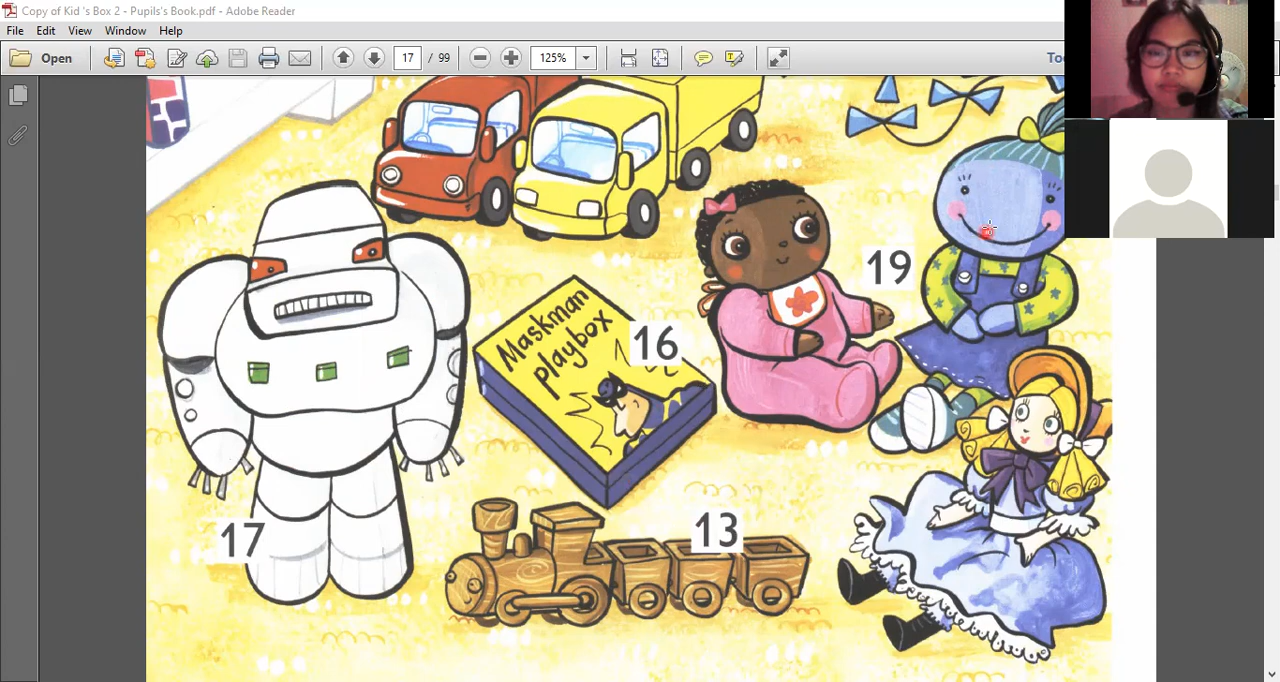 Copy of Kid 's Box 2 - Pupils's Book.pdf - Adobe Reader
File Edit View Window Help
Open 17 / 99 125% Too
19
Maskman
playbox
16
17
13